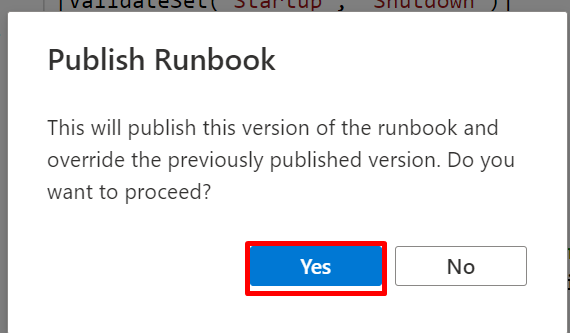 [ValidateSet("Startup", "Shutdown")]
Publish Runbook
This will publish this version of the runbook and
override the previously published version. Do you
want to proceed?
Yes
No